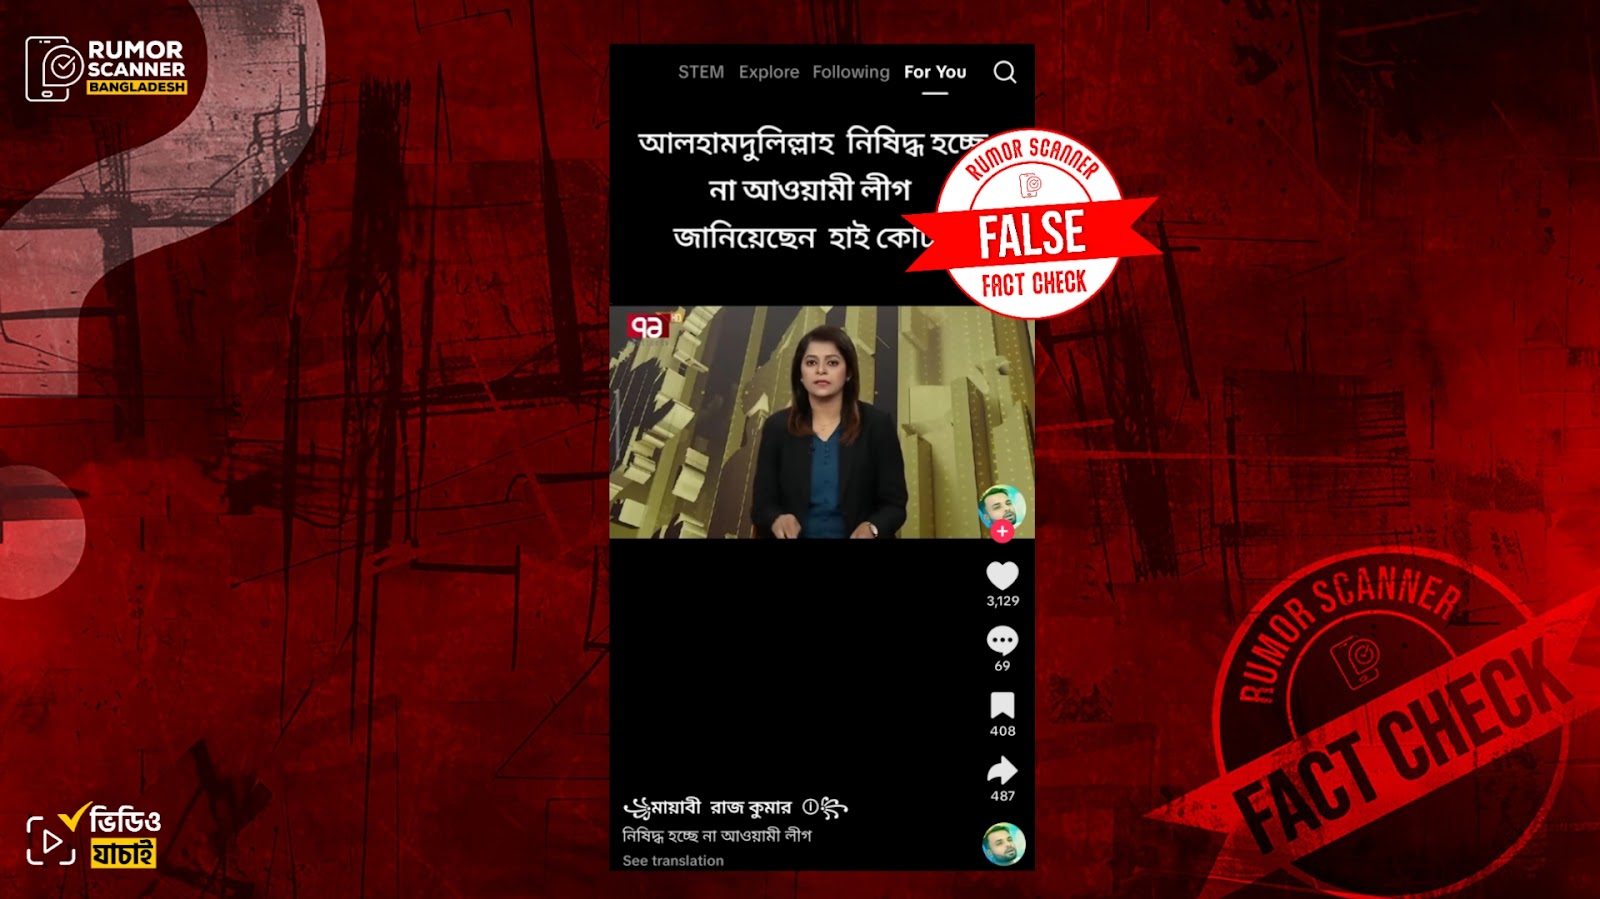 RUMOR
SCANNER
BANGLADESH
STEM Explore Following For You
আলহামদুলিল্লাহ নিষিদ্ধ হচ্ছে
না আওয়ামী লীগ
জানিয়েছেন হাই
RUMOR SCANNER
FALSE
FACT CHECK
৭১
HD
3,129
69
408
487
মায়াবী রাজ কুমার
নিষিদ্ধ হচ্ছে না আওয়ামী লীগ
See translation
ভিডিও
যাচাই
RUMOR SCANNER
FACT CHECK